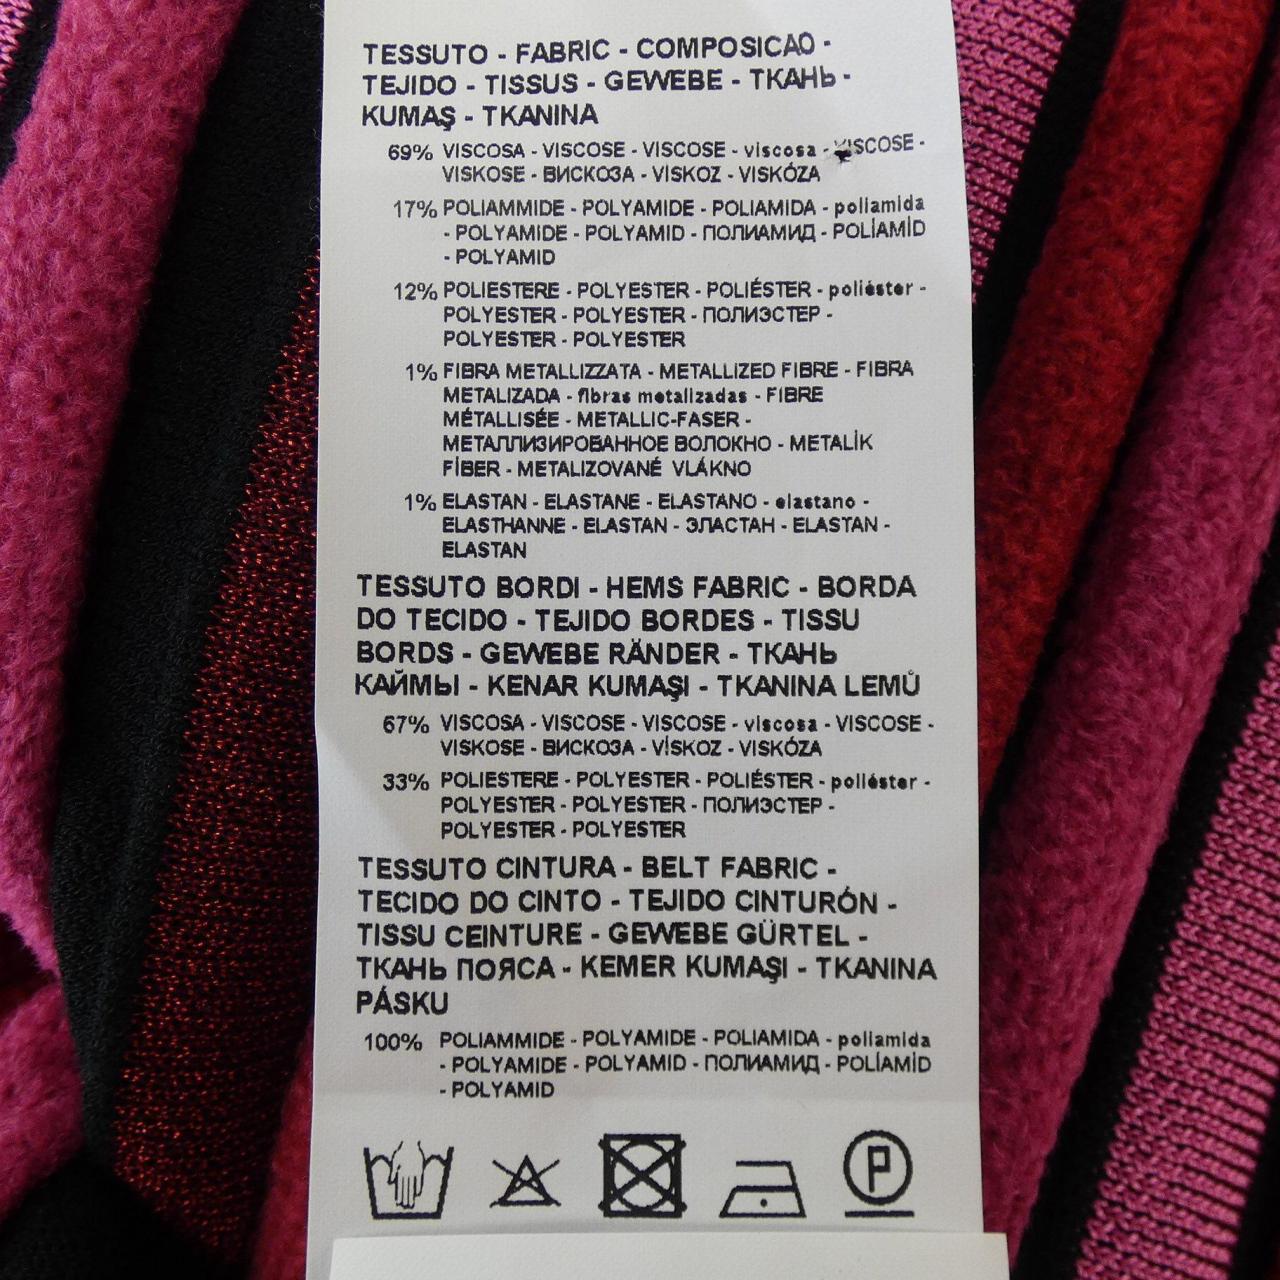 TESSUTO - FABRIC - COMPOSICAO -
TEJIDO - TISSUS - GEWEBE - ТКАНЬ -
KUMAŞ - TKANINA
69% VISCOSA - VISCOSE - VISCOSE - viscosa - VISCOSE -
VISKOSE - ВИСКОЗА - VİSKOZ - VISKÓZA
17% POLIAMMIDE - POLYAMIDE - POLIAMIDA - poliamida
- POLYAMIDE - POLYAMID - ПОЛИАМИД - POLİAMİD
- POLYAMID
12% POLIESTERE - POLYESTER - POLIÉSTER - poliéster -
POLYESTER - POLYESTER - ПОЛИЭСТЕР -
POLYESTER - POLYESTER
1% FIBRA METALLIZZATA - METALLIZED FIBRE - FIBRA
METALIZADA - fibras metalizadas - FIBRE
MÉTALLISÉE - METALLIC-FASER -
МЕТАЛЛИЗИРОВАННОЕ ВОЛОКНО - METALİK
FİBER - METALIZOVANÉ VLÁKNO
1% ELASTAN - ELASTANE - ELASTANO - elastano -
ELASTHANNE - ELASTAN - ЭЛАСТАН - ELASTAN -
ELASTAN
TESSUTO BORDI - HEMS FABRIC - BORDA
DO TECIDO - TEJIDO BORDES - TISSU
BORDS - GEWEBE RÄNDER - ТКАНЬ
КАЙМЫ - KENAR KUMAŞI - TKANINA LEMŮ
67% VISCOSA - VISCOSE - VISCOSE - viscosa - VISCOSE -
VISKOSE - ВИСКОЗА - VİSKOZ - VISKÓZA
33% POLIESTERE - POLYESTER - POLIÉSTER - poliéster -
POLYESTER - POLYESTER - ПОЛИЭСТЕР -
POLYESTER - POLYESTER
TESSUTO CINTURA - BELT FABRIC -
TECIDO DO CINTO - TEJIDO CINTURÓN -
TISSU CEINTURE - GEWEBE GÜRTEL -
ТКАНЬ ПОЯСА - KEMER KUMAŞI - TKANINA
PÁSKU
100% POLIAMMIDE - POLYAMIDE - POLIAMIDA - poliamida
- POLYAMIDE - POLYAMID - ПОЛИАМИД - POLİAMİD
- POLYAMID
P